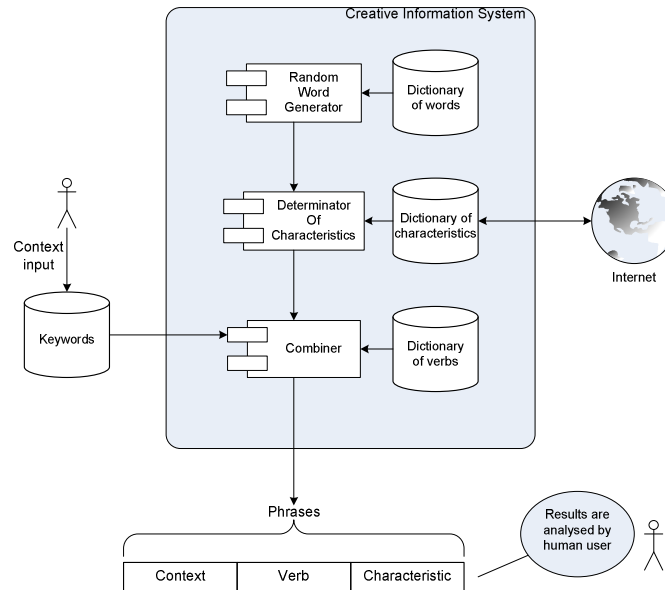 Creative Information System
Random
Word
Generator
Dictionary
of words
Determinator
Of
Characteristics
Dictionary of
characteristics
Internet
Context
input
Keywords
Combiner
Dictionary
of verbs
Phrases
Results are
analysed by
human user
Context Verb Characteristic